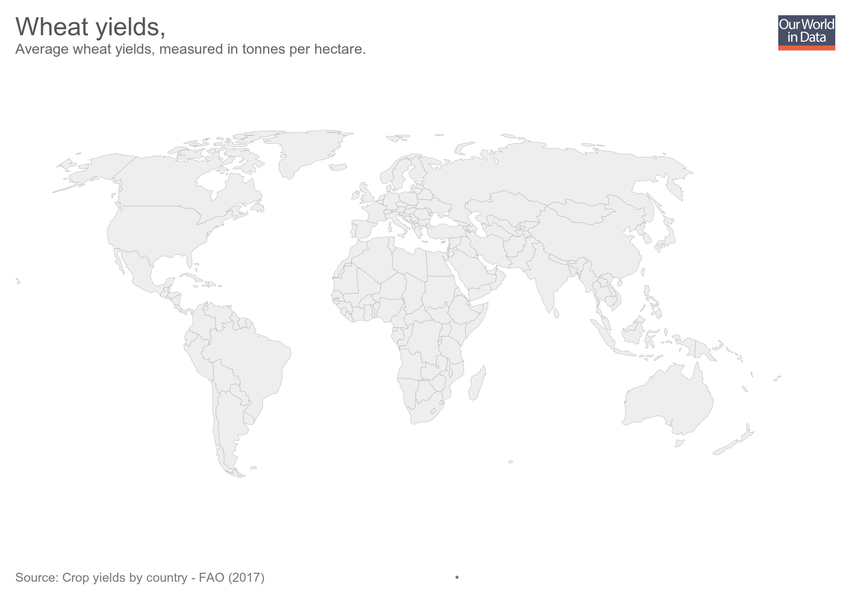 Wheat yields,
Average wheat yields, measured in tonnes per hectare.
Our World
in Data
Source: Crop yields by country - FAO (2017)
•